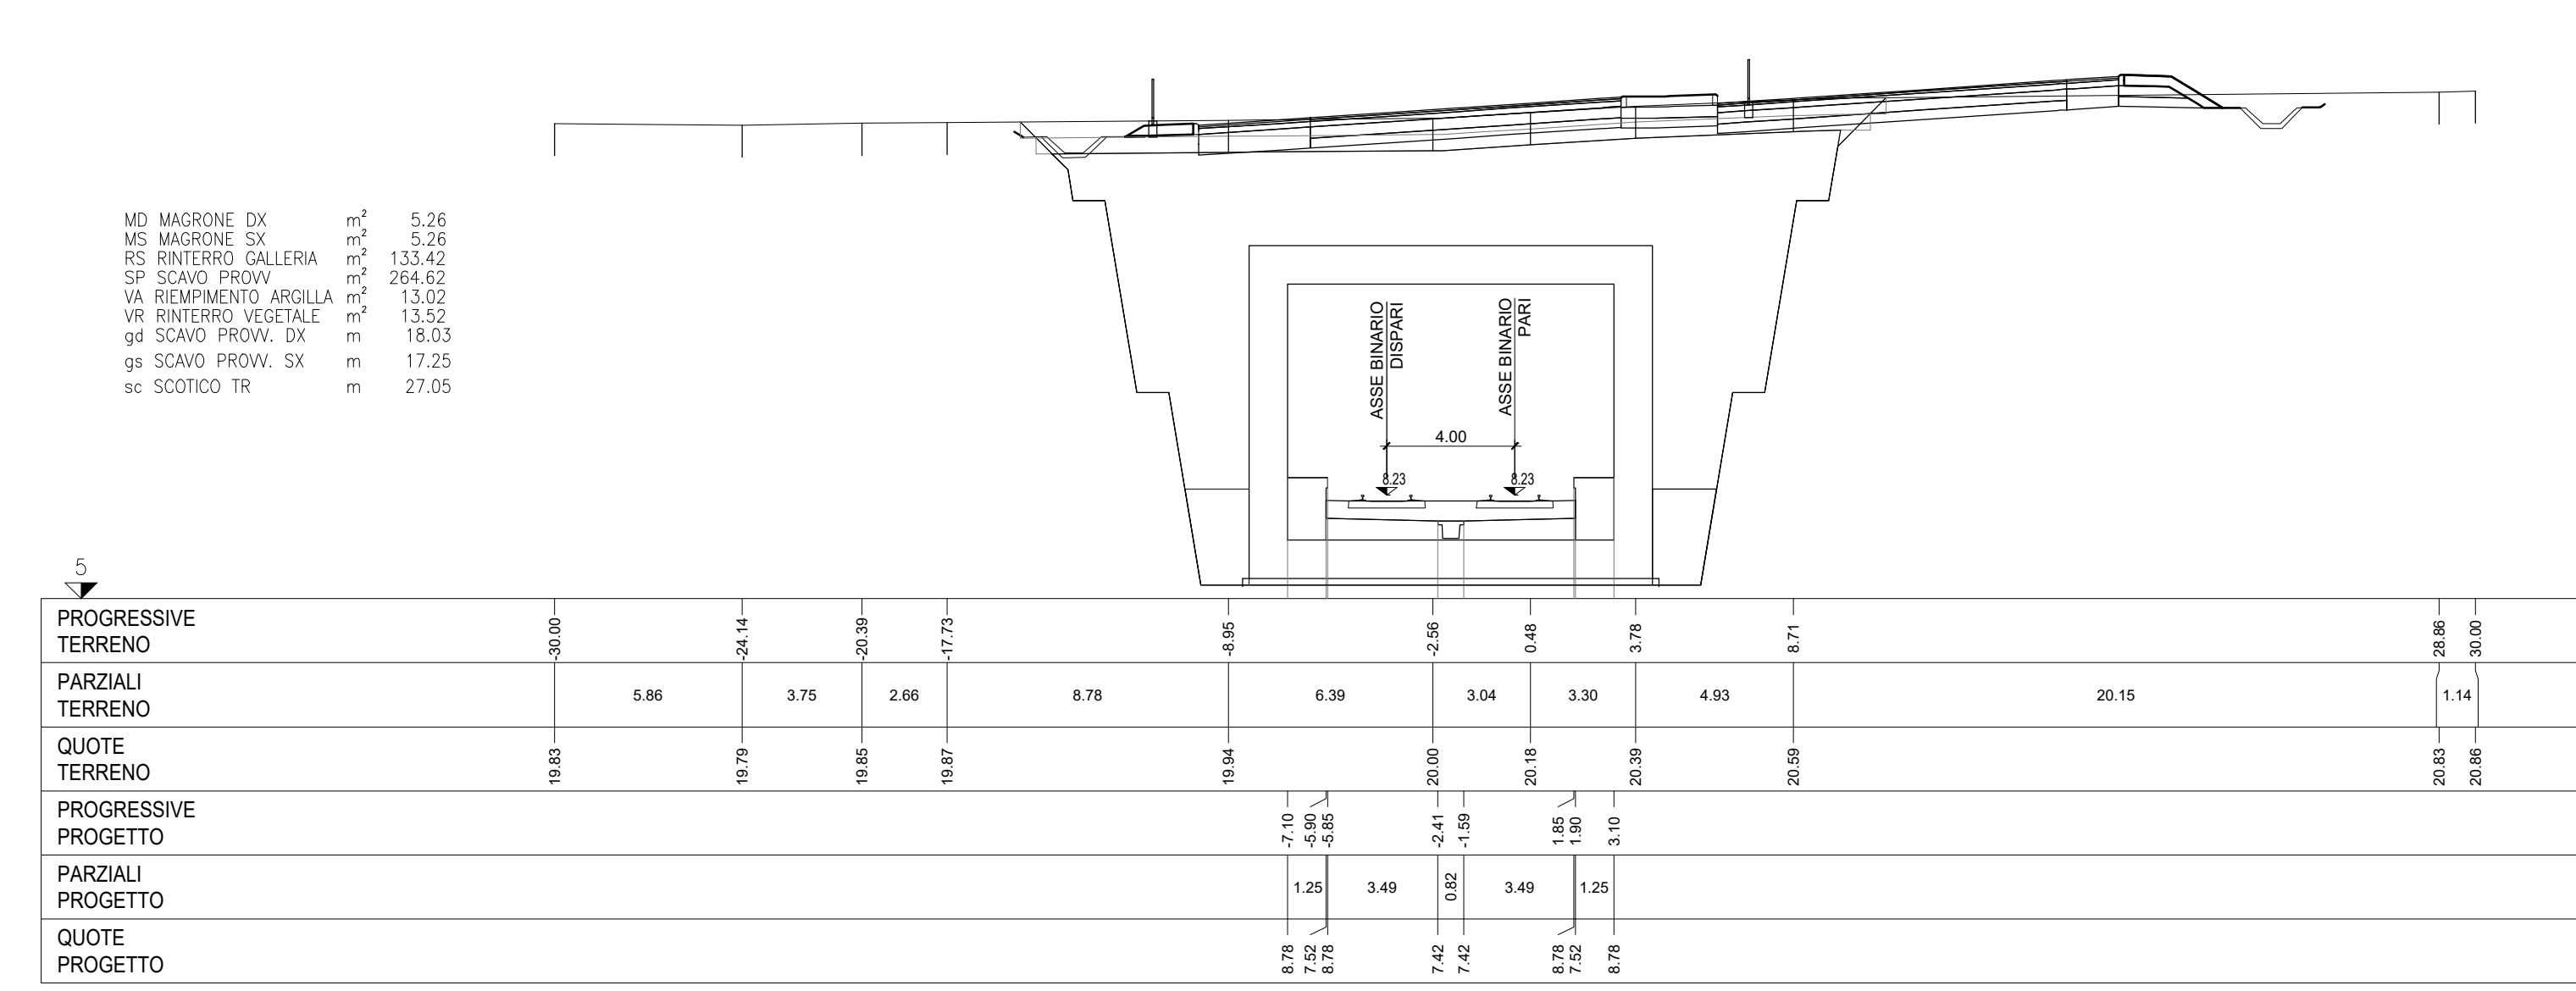 MD MAGRONE DX m² 5.26
MS MAGRONE SX m² 5.26
RS RINTERRO GALLERIA m² 133.42
SP SCAVO PROVV m² 264.62
VA RIEMPIMENTO ARGILLA m² 13.02
VR RINTERRO VEGETALE m² 13.52
gd SCAVO PROVV. DX m 18.03
gs SCAVO PROVV. SX m 17.25
sc SCOTICO TR m 27.05
ASSE BINARIO
DISPARI
ASSE BINARIO
PARI
4.00
8.23
8.23
5
PROGRESSIVE
TERRENO
-30.00 -24.14 -20.39 -17.73 -8.95 -2.56 0.48 3.78 8.71 28.86 30.00
PARZIALI
TERRENO
5.86 3.75 2.66 8.78 6.39 3.04 3.30 4.93 20.15 1.14
QUOTE
TERRENO
19.83 19.79 19.85 19.87 19.94 20.00 20.18 20.39 20.59 20.83 20.86
PROGRESSIVE
PROGETTO
-7.10 -5.90 -5.85 -2.41 -1.59 1.85 1.90 3.10
PARZIALI
PROGETTO
1.25 3.49 0.82 3.49 1.25
QUOTE
PROGETTO
8.78 7.52 8.78 7.42 7.42 8.78 7.52 8.78